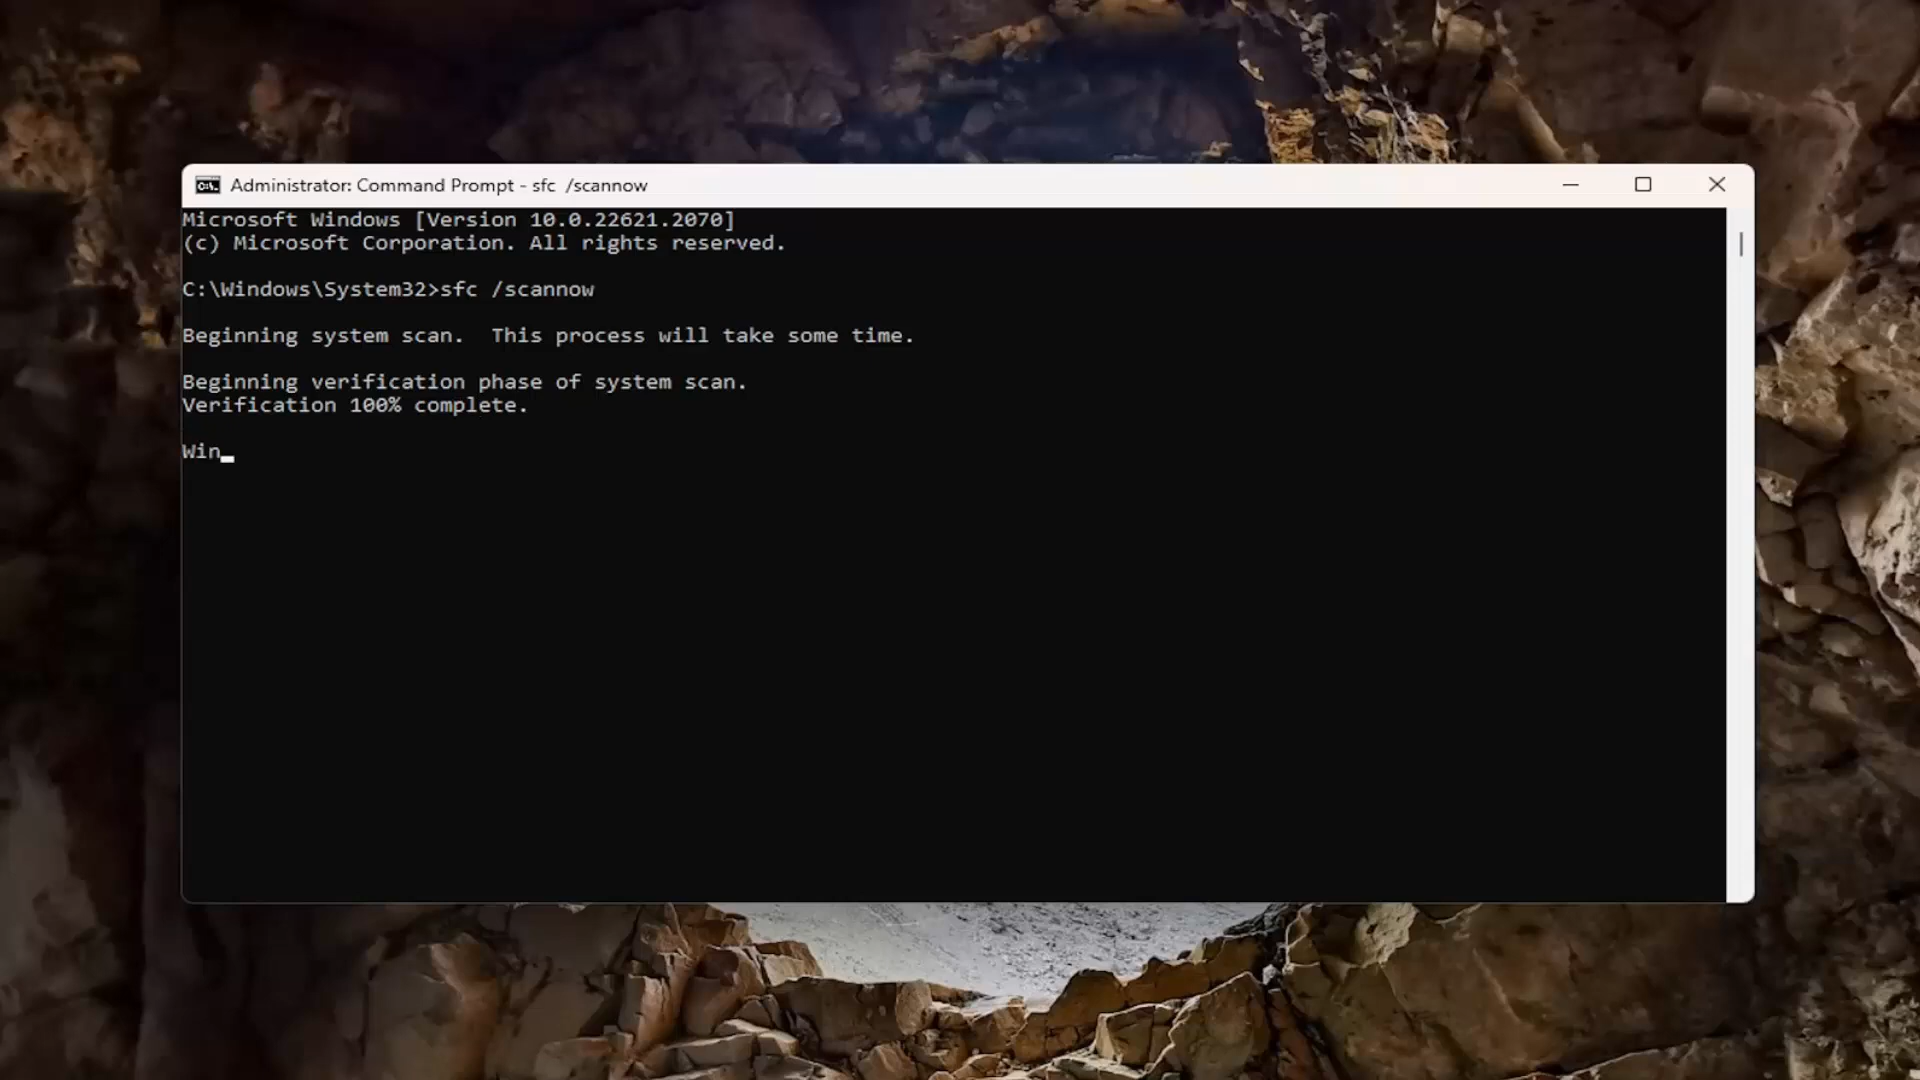 Administrator: Command Prompt - sfc  /scannow
Microsoft Windows [Version 10.0.22621.2070]
(c) Microsoft Corporation. All rights reserved.
C:\Windows\System32>sfc /scannow
Beginning system scan.  This process will take some time.
Beginning verification phase of system scan.
Verification 100% complete.
Win